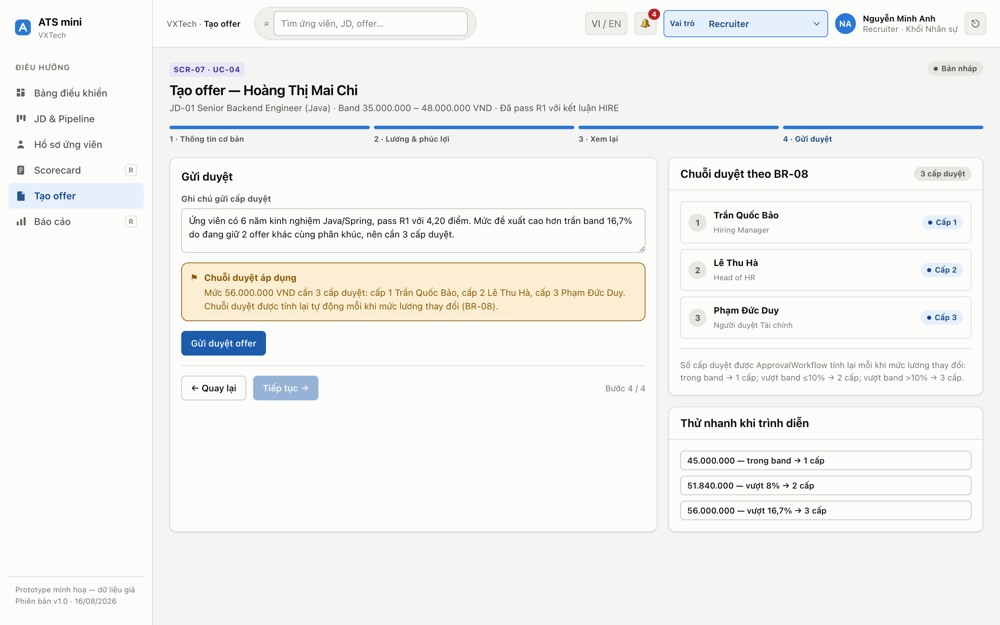 ATS mini
VXTech
ĐIỀU HƯỚNG
Bảng điều khiển
JD & Pipeline
Hồ sơ ứng viên
Scorecard R
Tạo offer
Báo cáo R
Prototype minh hoạ — dữ liệu giả
Phiên bản v1.0 · 16/08/2026
VXTech · Tạo offer
Tìm ứng viên, JD, offer...
VI / EN
4
Vai trò Recruiter
NA
Nguyễn Minh Anh
Recruiter · Khối Nhân sự
SCR-07 · UC-04
Bản nháp
Tạo offer — Hoàng Thị Mai Chi
JD-01 Senior Backend Engineer (Java) · Band 35.000.000 – 48.000.000 VND · Đã pass R1 với kết luận HIRE
1 · Thông tin cơ bản
2 · Lương & phúc lợi
3 · Xem lại
4 · Gửi duyệt
Gửi duyệt
Ghi chú gửi cấp duyệt
Ứng viên có 6 năm kinh nghiệm Java/Spring, pass R1 với 4,20 điểm. Mức đề xuất cao hơn trần band 16,7%
do đang giữ 2 offer khác cùng phân khúc, nên cần 3 cấp duyệt.
Chuỗi duyệt áp dụng
Mức 56.000.000 VND cần 3 cấp duyệt: cấp 1 Trần Quốc Bảo, cấp 2 Lê Thu Hà, cấp 3 Phạm Đức Duy.
Chuỗi duyệt được tính lại tự động mỗi khi mức lương thay đổi (BR-08).
Gửi duyệt offer
← Quay lại
Tiếp tục →
Bước 4 / 4
Chuỗi duyệt theo BR-08
3 cấp duyệt
1
Trần Quốc Bảo
Hiring Manager
Cấp 1
2
Lê Thu Hà
Head of HR
Cấp 2
3
Phạm Đức Duy
Người duyệt Tài chính
Cấp 3
Số cấp duyệt được ApprovalWorkflow tính lại mỗi khi mức lương thay đổi:
trong band → 1 cấp; vượt band ≤10% → 2 cấp; vượt band >10% → 3 cấp.
Thử nhanh khi trình diễn
45.000.000 — trong band → 1 cấp
51.840.000 — vượt 8% → 2 cấp
56.000.000 — vượt 16,7% → 3 cấp